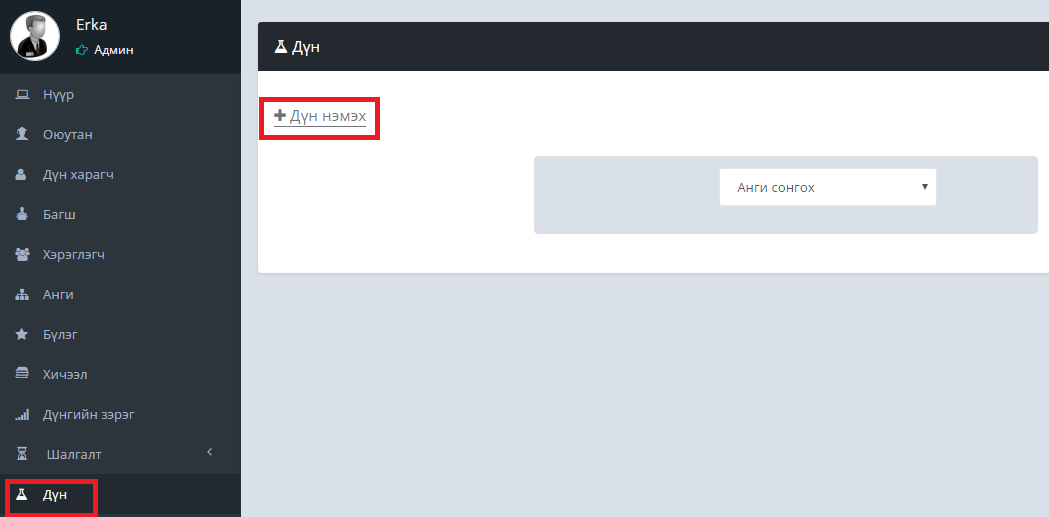 Erka
Админ
Нүүр
Оюутан
Дүн харагч
Багш
Хэрэглэгч
Анги
Бүлэг
Хичээл
Дүнгийн зэрэг
Шалгалт
Дүн
Дүн
Дүн нэмэх
Анги сонгох